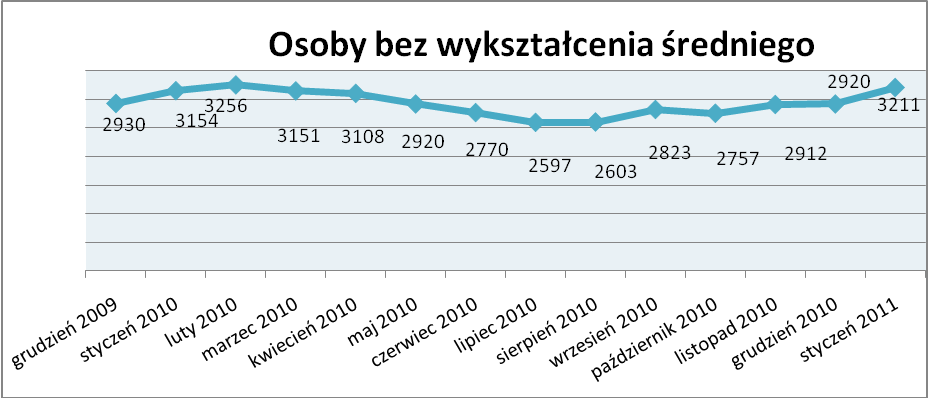 Osoby bez wykształcenia średniego
2930
3154
3256
3151
3108
2920
2770
2597
2603
2823
2757
2912
2920
3211
grudzień 2009
styczeń 2010
luty 2010
marzec 2010
kwiecień 2010
maj 2010
czerwiec 2010
lipiec 2010
sierpień 2010
wrzesień 2010
październik 2010
listopad 2010
grudzień 2010
styczeń 2011